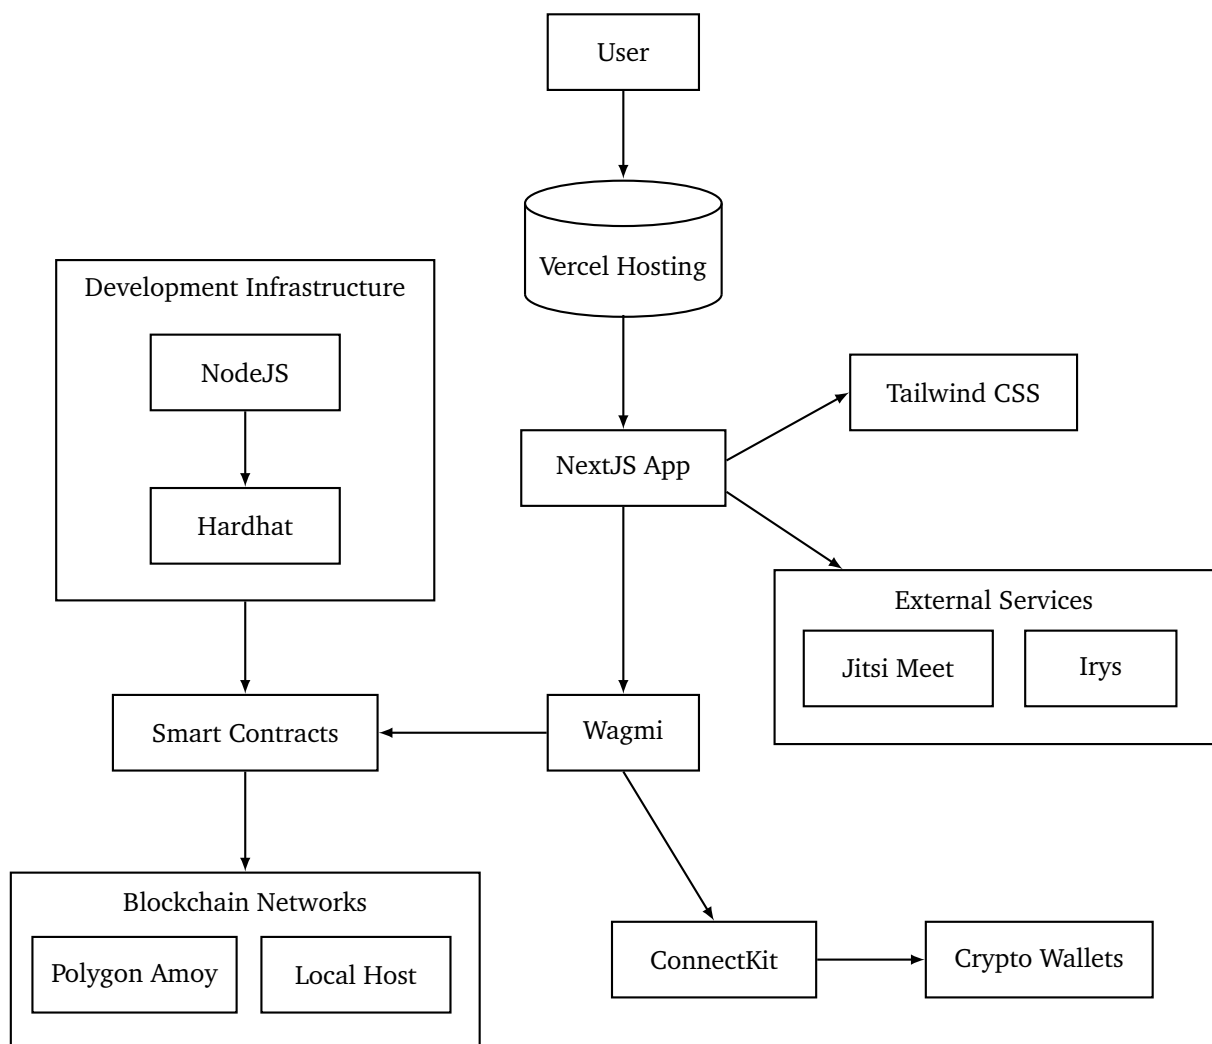 User
Vercel Hosting
Development Infrastructure
NodeJS
Tailwind CSS
NextJS App
Hardhat
External Services
Jitsi Meet
Irys
Smart Contracts
Wagmi
Blockchain Networks
Polygon Amoy
Local Host
ConnectKit
Crypto Wallets